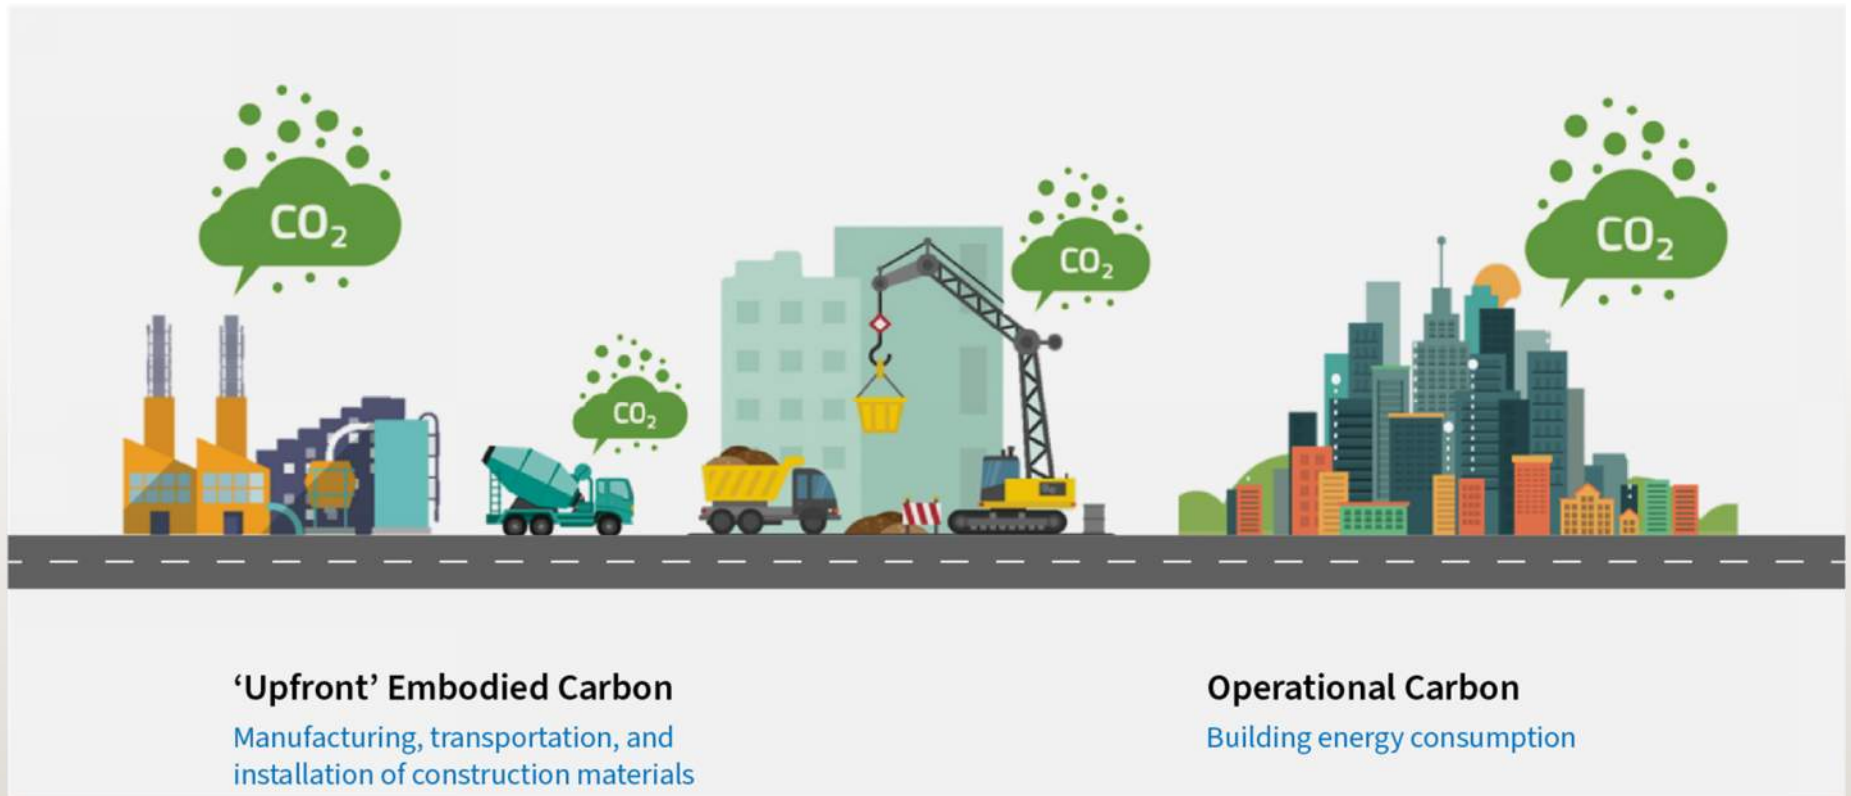 CO₂
CO₂
CO₂
CO₂
‘Upfront’ Embodied Carbon
Manufacturing, transportation, and
installation of construction materials
Operational Carbon
Building energy consumption